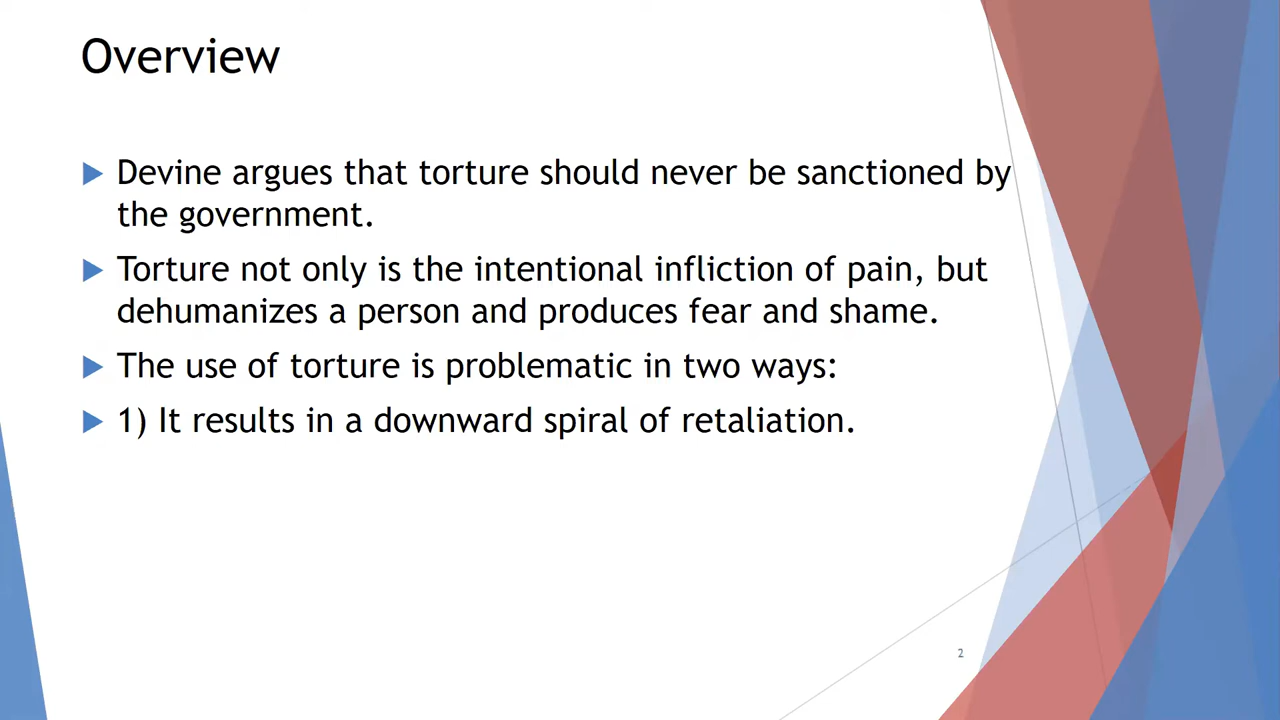 Overview
Devine argues that torture should never be sanctioned by
the government.
Torture not only is the intentional infliction of pain, but
dehumanizes a person and produces fear and shame.
The use of torture is problematic in two ways:
1) It results in a downward spiral of retaliation.
2